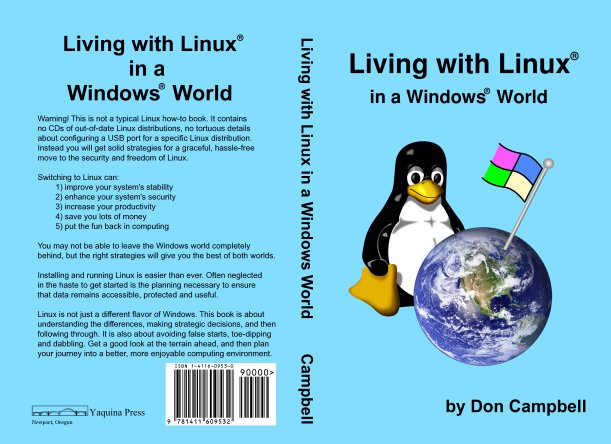 Living with Linux®
in a
Windows® World
Warning! This is not a typical Linux how-to book. It contains
no CDs of out-of-date Linux distributions, no tortuous details
about configuring a USB port for a specific Linux distribution.
Instead you will get solid strategies for a graceful, hassle-free
move to the security and freedom of Linux.
Switching to Linux can:
1) improve your system's stability
2) enhance your system's security
3) increase your productivity
4) save you lots of money
5) put the fun back in computing
You may not be able to leave the Windows world completely
behind, but the right strategies will give you the best of both worlds.
Installing and running Linux is easier than ever. Often neglected
in the haste to get started is the planning necessary to ensure
that data remains accessible, protected and useful.
Linux is not just a different flavor of Windows. This book is about
understanding the differences, making strategic decisions, and then
following through. It is also about avoiding false starts, toe-dipping
and dabbling. Get a good look at the terrain ahead, and then plan
your journey into a better, more enjoyable computing environment.
Yaquina Press
Newport, Oregon
ISBN 1-4116-0953-0
90000>
9 781411 609532
Living with Linux in a Windows World Campbell
Living with Linux®
in a Windows® World
by Don Campbell